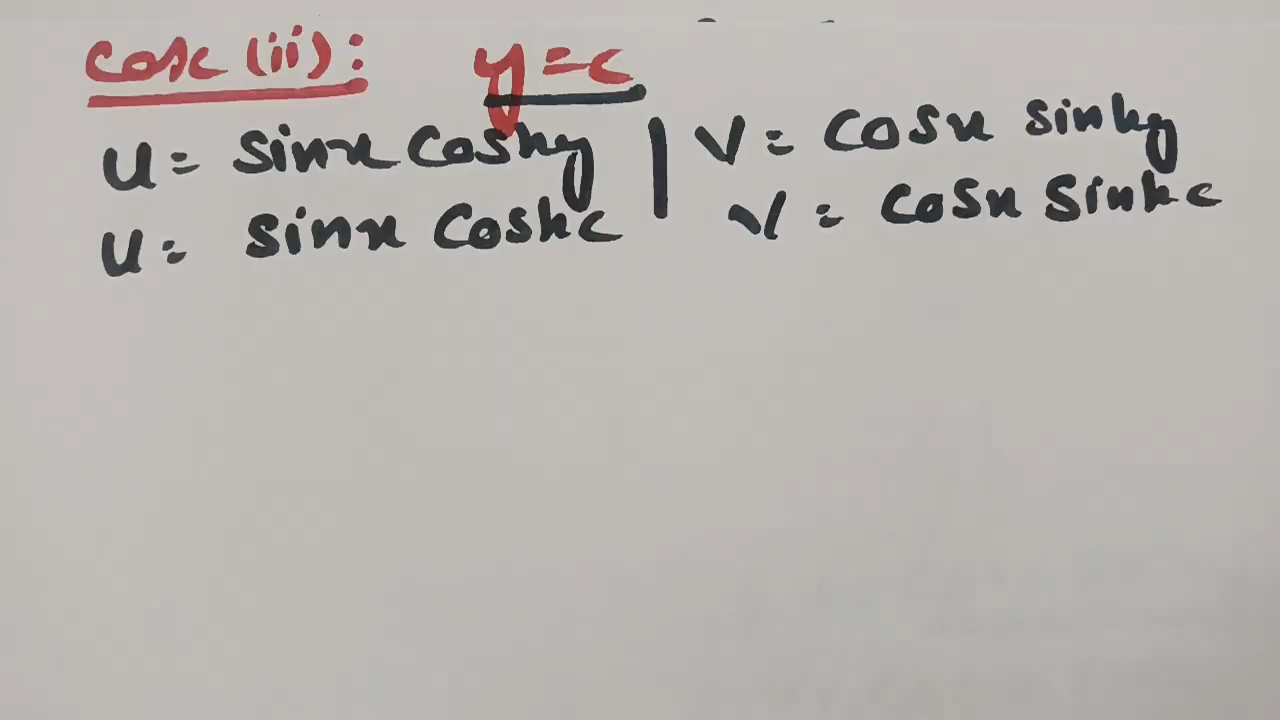 case (ii): y=c
u= sinx coshy | v= cosx sinhy
u= sinx coshc v= cosx sinhc